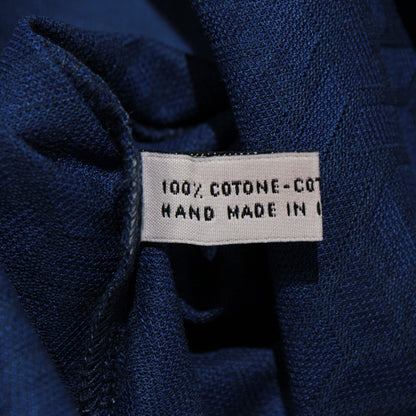 100% COTONE-COT
HAND MADE IN